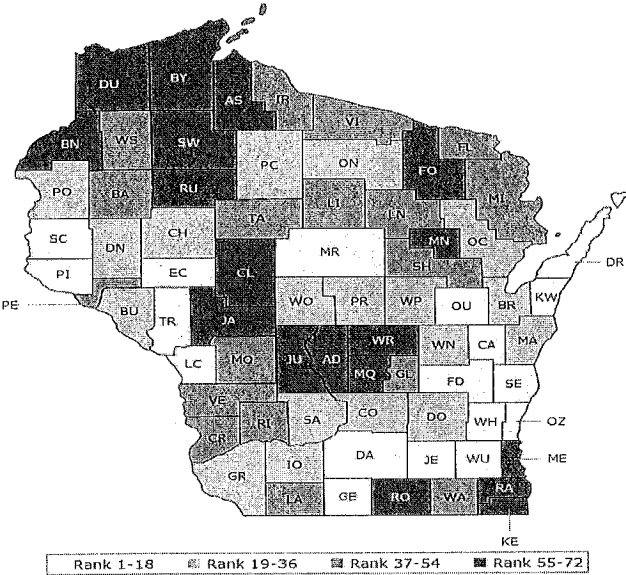 BY
DU
AS
IR
VI
FL
BN
WS
SW
PC
ON
FO
MI
PO
BA
RU
LI
LN
TA
SC
DN
CH
MN
OC
MR
PI
EC
CL
SH
DR
PE
BU
TR
JA
WO
PR
WP
OU
BR
KW
LC
MO
JU
AD
WR
MQ
GL
WN
CA
MA
VE
FD
SE
CR
RI
SA
CO
DO
WH
OZ
GR
IO
DA
JE
WU
ME
LA
GE
RO
WA
RA
KE
Rank 1-18 Rank 19-36 Rank 37-54 Rank 55-72